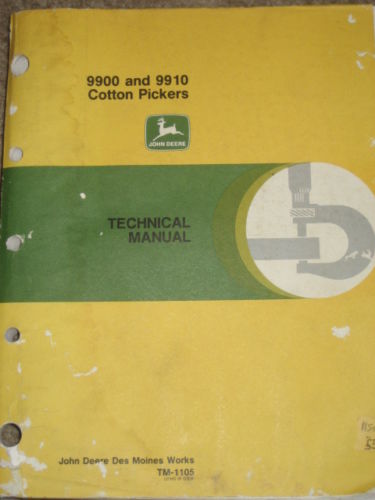 9900 and 9910
Cotton Pickers
JOHN DEERE
TECHNICAL
MANUAL
John Deere Des Moines Works
TM-1105